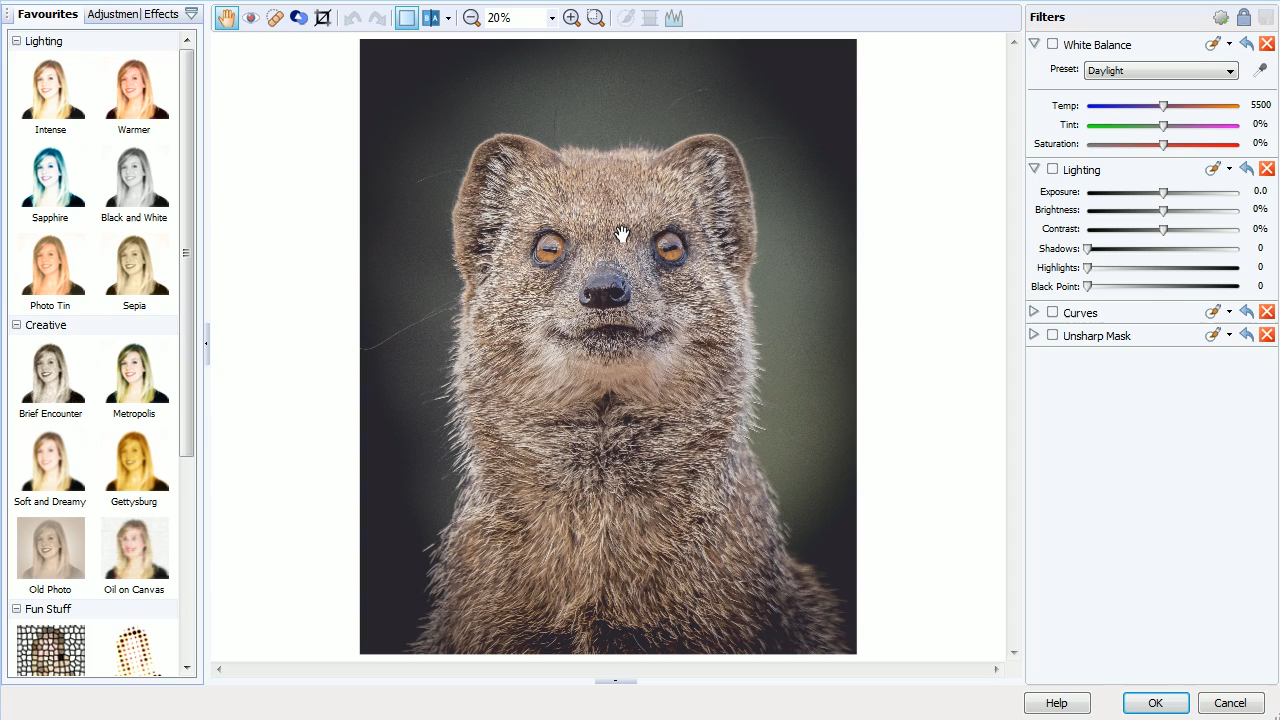 Favourites Adjustmen| Effects
20%
Filters
Lighting
Intense Warmer
Sapphire Black and White
Photo Tin Sepia
Creative
Brief Encounter Metropolis
Soft and Dreamy Gettysburg
Old Photo Oil on Canvas
Fun Stuff
White Balance
Preset: Daylight
Temp: 5500
Tint: 0%
Saturation: 0%
Lighting
Exposure: 0.0
Brightness: 0%
Contrast: 0%
Shadows: 0
Highlights: 0
Black Point: 0
Curves
Unsharp Mask
Help OK Cancel